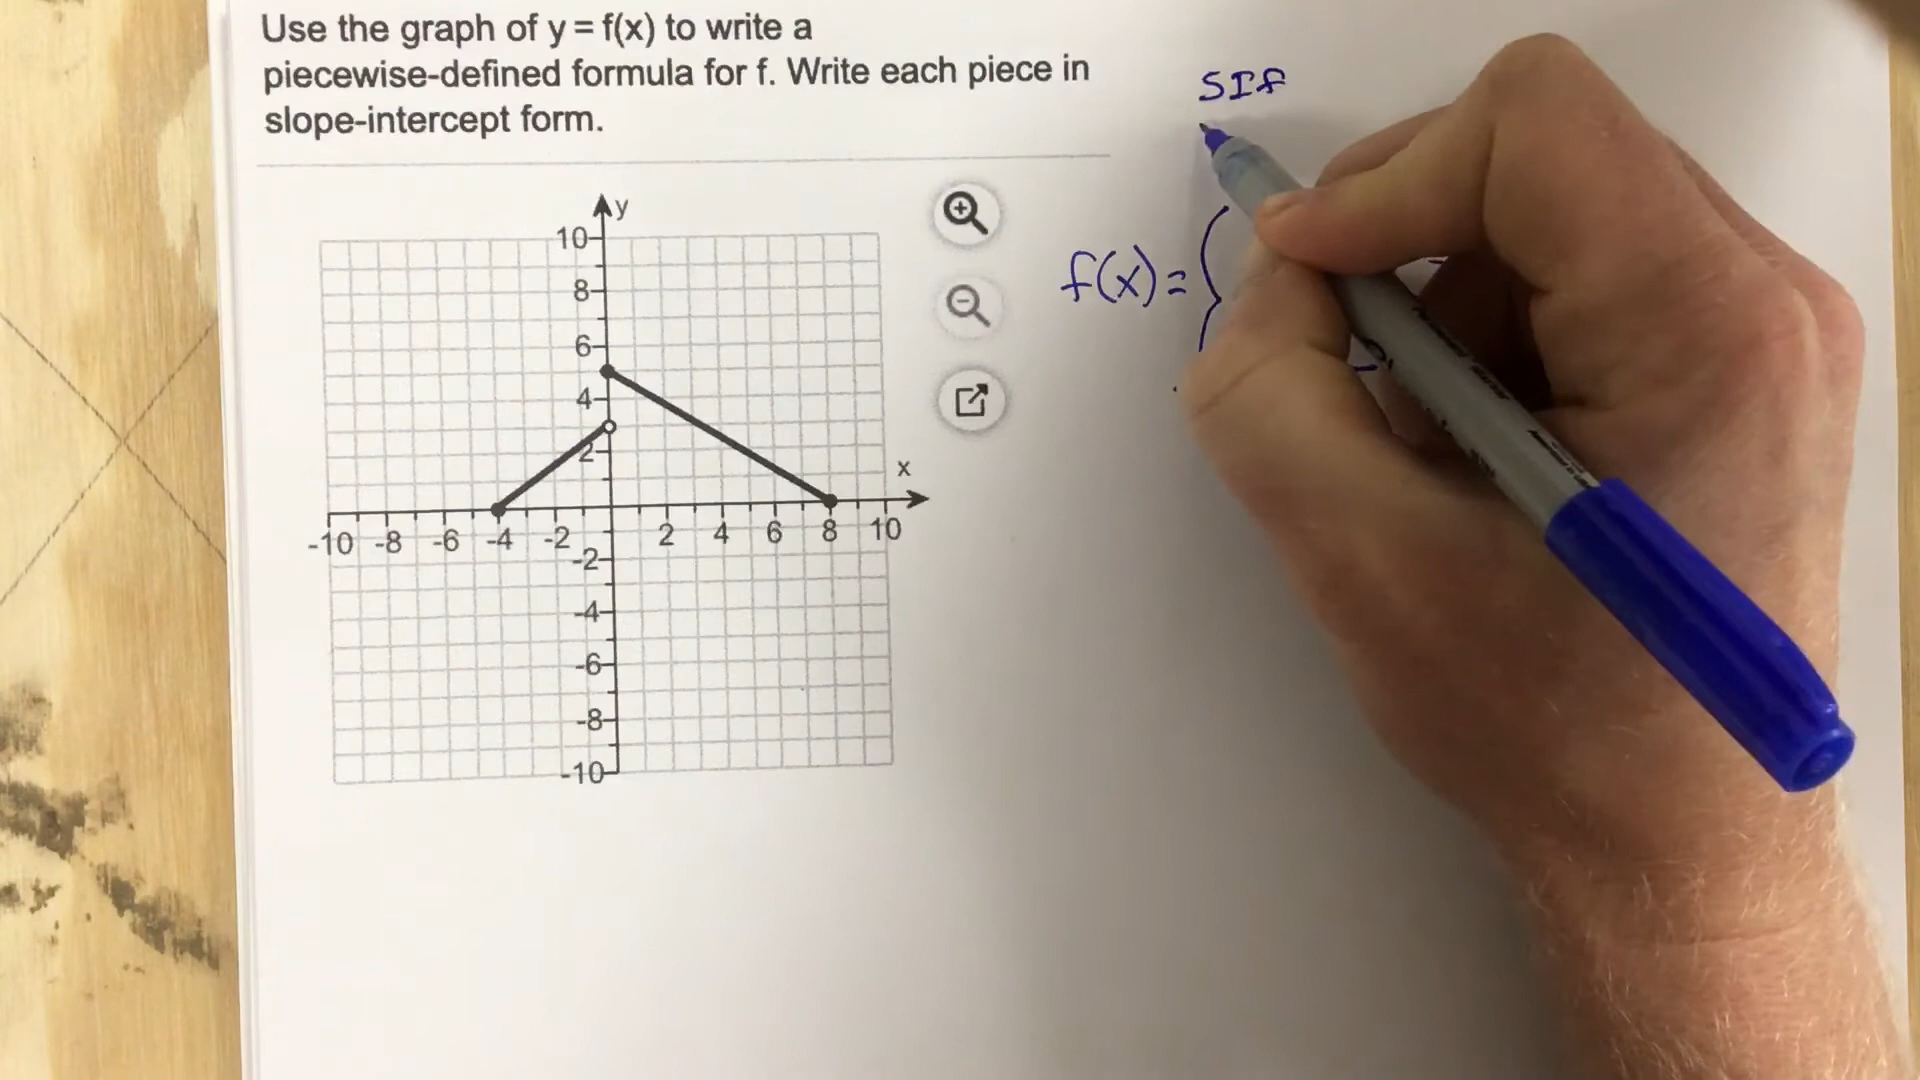 Use the graph of y = f(x) to write a
piecewise-defined formula for f. Write each piece in
slope-intercept form.
SIf
f(x)={
y
10
8
6
4
2
x
-10 -8 -6 -4 -2 2 4 6 8 10
-2
-4
-6
-8
-10